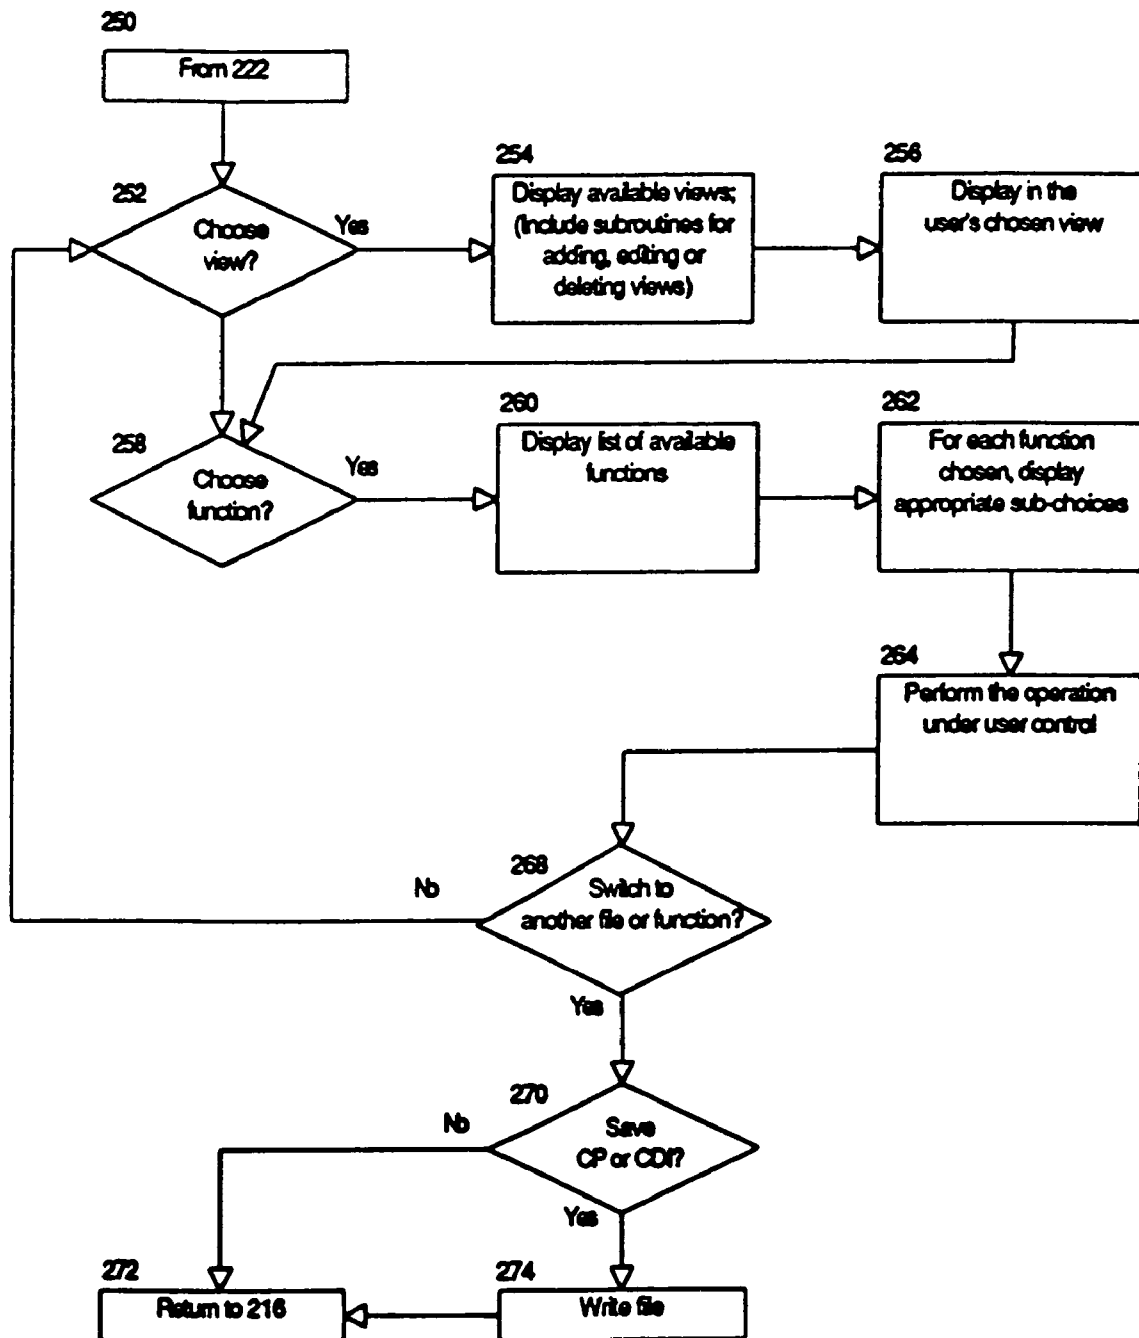 250
From 222
252
Choose
view?
Yes
254
Display available views;
(Include subroutines for
adding, editing or
deleting views)
256
Display in the
user's chosen view
258
Choose
function?
Yes
260
Display list of available
functions
262
For each function
chosen, display
appropriate sub-choices
264
Perform the operation
under user control
268
Switch to
another file or function?
No
Yes
270
Save
CP or CDI?
No
Yes
272
Return to 216
274
Write file